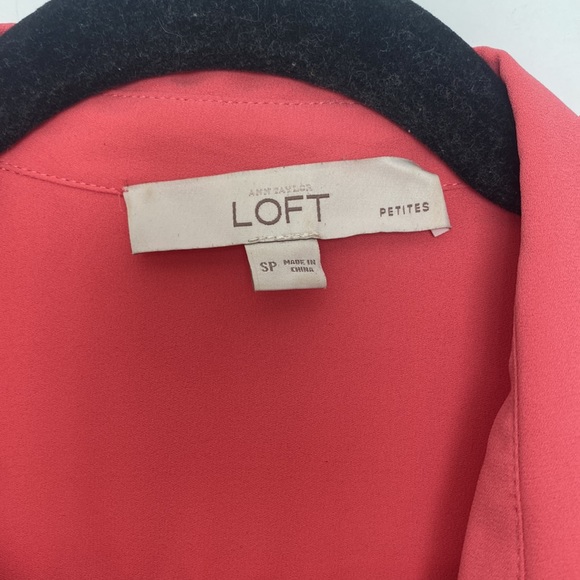 ANN TAYLOR
LOFT
PETITES
SP
MADE IN
CHINA